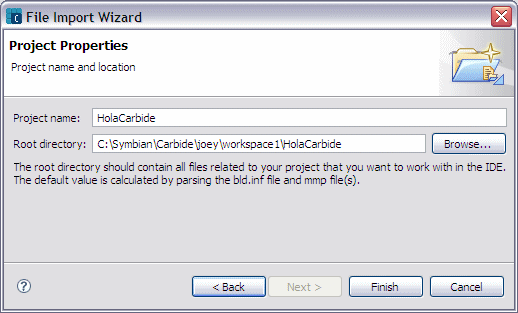 File Import Wizard
Project Properties
Project name and location
Project name: HolaCarbide
Root directory: C:\Symbian\Carbide\joey\workspace1\HolaCarbide Browse...
The root directory should contain all files related to your project that you want to work with in the IDE.
The default value is calculated by parsing the bld.inf file and mmp file(s).
? < Back Next > Finish Cancel